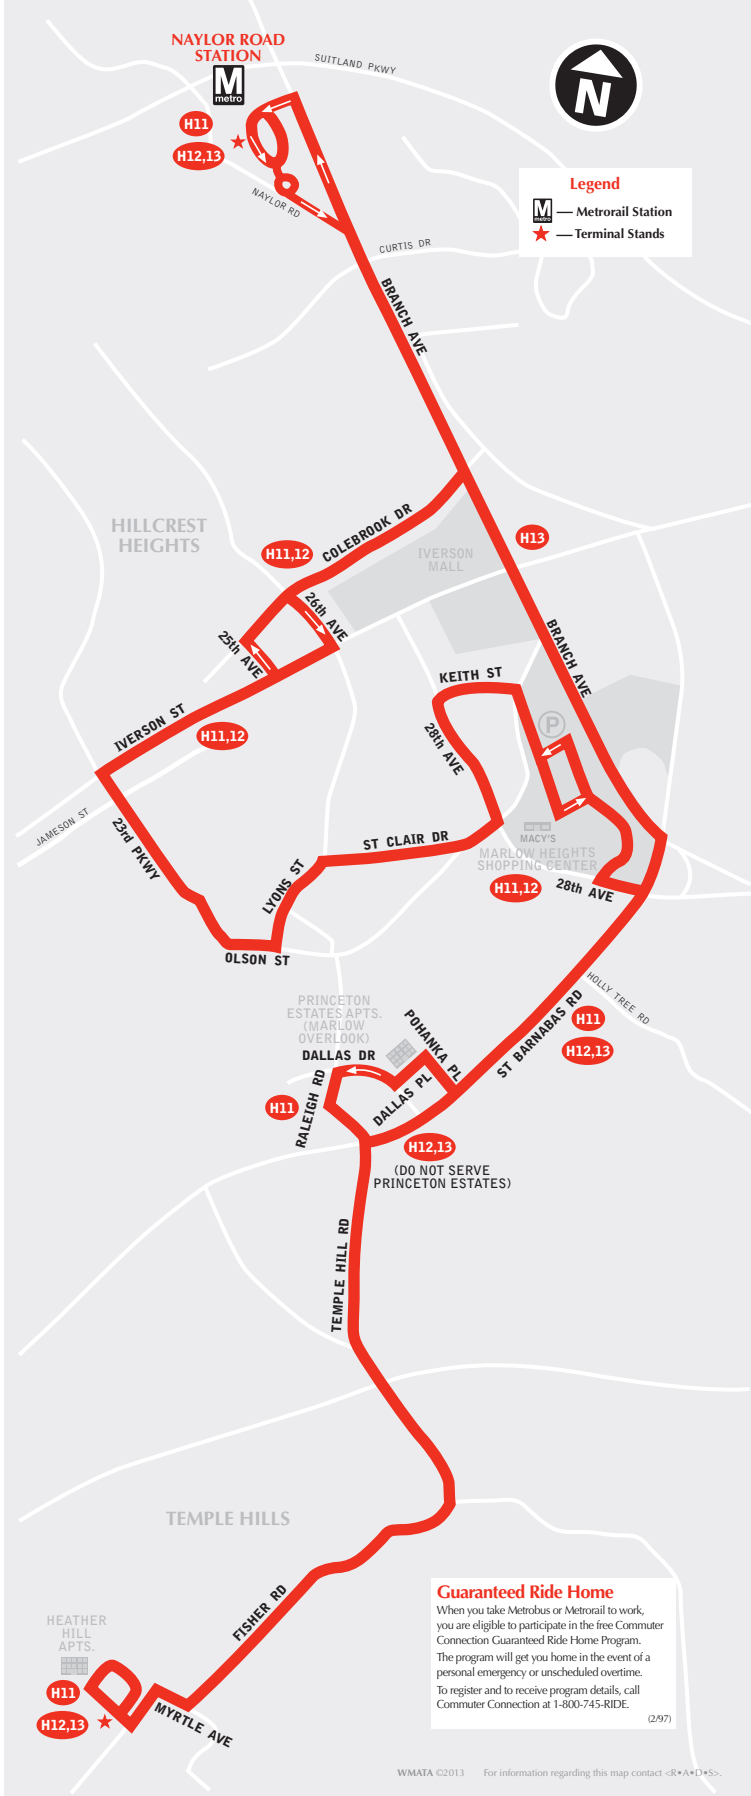 NAYLOR ROAD
STATION
M
metro
SUITLAND PKWY
N
H11
H12,13
NAYLOR RD
Legend
M
metro
— Metrorail Station
— Terminal Stands
CURTIS DR
BRANCH AVE
HILLCREST
HEIGHTS
COLEBROOK DR
H11,12
IVERSON
MALL
H13
26th AVE
25th AVE
BRANCH AVE
KEITH ST
IVERSON ST
H11,12
28th AVE
P
JAMESON ST
23rd PKWY
MACY'S
ST CLAIR DR
MARLOW HEIGHTS
SHOPPING CENTER
LYONS ST
H11,12
28th AVE
OLSON ST
HOLLY TREE RD
PRINCETON
ESTATES APTS.
(MARLOW
OVERLOOK)
POHANKA PL
ST BARNABAS RD
H11
H12,13
DALLAS DR
RALEIGH RD
DALLAS PL
H11
H12,13
(DO NOT SERVE
PRINCETON ESTATES)
TEMPLE HILL RD
TEMPLE HILLS
FISHER RD
HEATHER
HILL
APTS.
H11
H12,13
MYRTLE AVE
Guaranteed Ride Home
When you take Metrobus or Metrorail to work,
you are eligible to participate in the free Commuter
Connection Guaranteed Ride Home Program.
The program will get you home in the event of a
personal emergency or unscheduled overtime.
To register and to receive program details, call
Commuter Connection at 1-800-745-RIDE.
(2/97)
WMATA ©2013 For information regarding this map contact <R•A•D•S>.